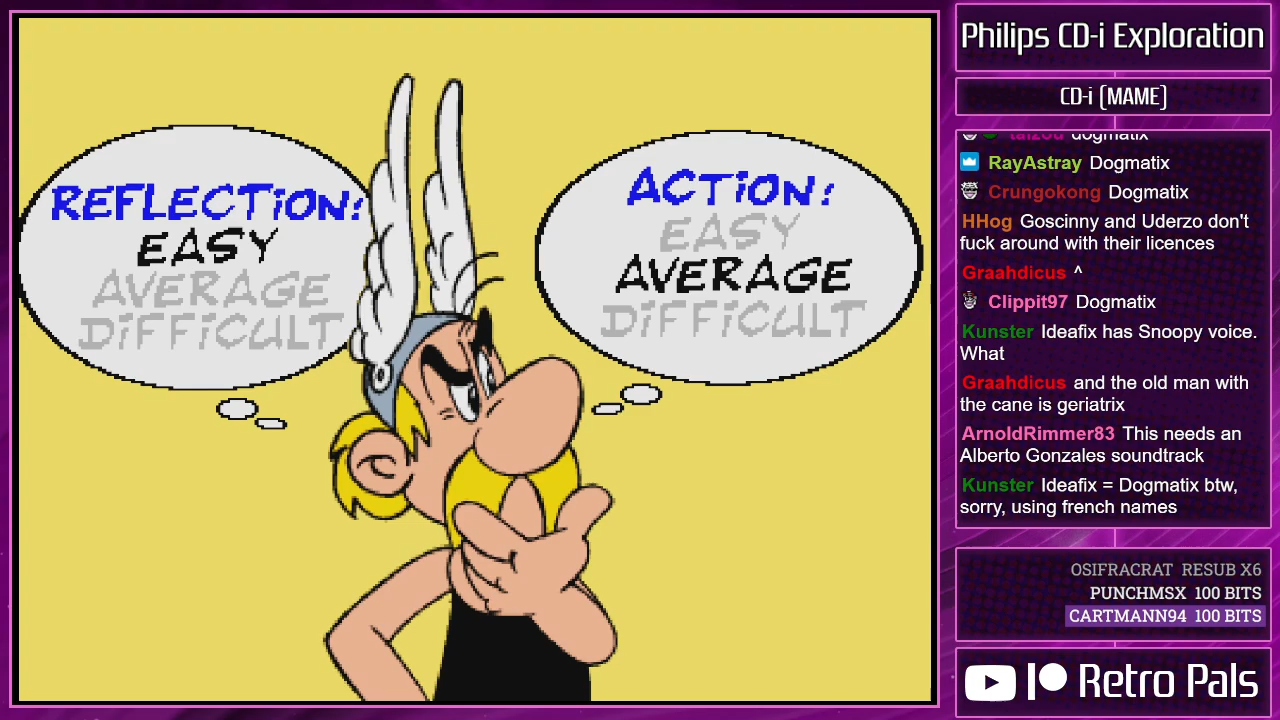 REFLECTION:
EASY
AVERAGE
DIFFICULT
ACTION:
EASY
AVERAGE
DIFFICULT
Philips CD-i Exploration
CD-i [MAME]
taizou dogmatix
RayAstray Dogmatix
Crungokong Dogmatix
HHog Goscinny and Uderzo don't
fuck around with their licences
Graahdicus ^
Clippit97 Dogmatix
Kunster Ideafix has Snoopy voice.
What
Graahdicus and the old man with
the cane is geriatrix
ArnoldRimmer83 This needs an
Alberto Gonzales soundtrack
Kunster Ideafix = Dogmatix btw,
sorry, using french names
OSIFRACRAT RESUB X6
PUNCHMSX 100 BITS
CARTMANN94 100 BITS
Retro Pals